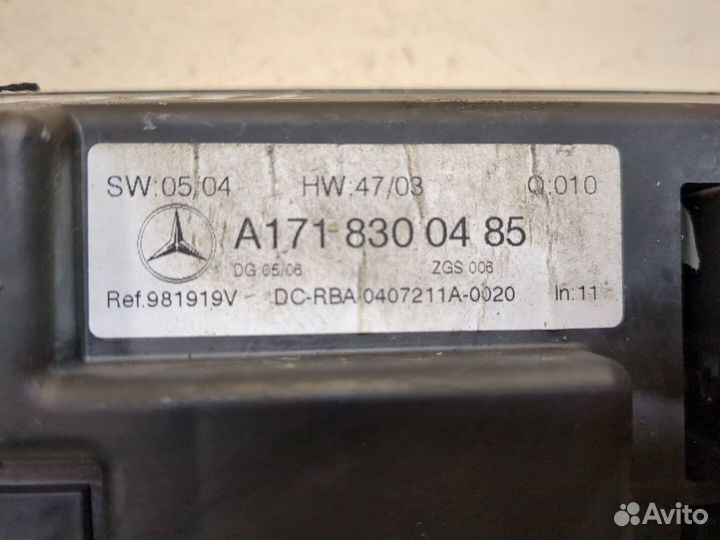 SW:05/04 HW:47/03 Q:010
A171 830 04 85
DG 05/06 ZGS 006
Ref.981919V DC-RBA 0407211A-0020 In:11
Avito